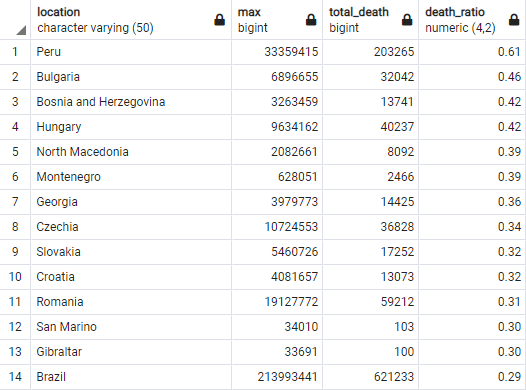 location max total_death death_ratio
character varying (50) bigint bigint numeric (4,2)
1 Peru 33359415 203265 0.61
2 Bulgaria 6896655 32042 0.46
3 Bosnia and Herzegovina 3263459 13741 0.42
4 Hungary 9634162 40237 0.42
5 North Macedonia 2082661 8092 0.39
6 Montenegro 628051 2466 0.39
7 Georgia 3979773 14425 0.36
8 Czechia 10724553 36828 0.34
9 Slovakia 5460726 17252 0.32
10 Croatia 4081657 13073 0.32
11 Romania 19127772 59212 0.31
12 San Marino 34010 103 0.30
13 Gibraltar 33691 100 0.30
14 Brazil 213993441 621233 0.29